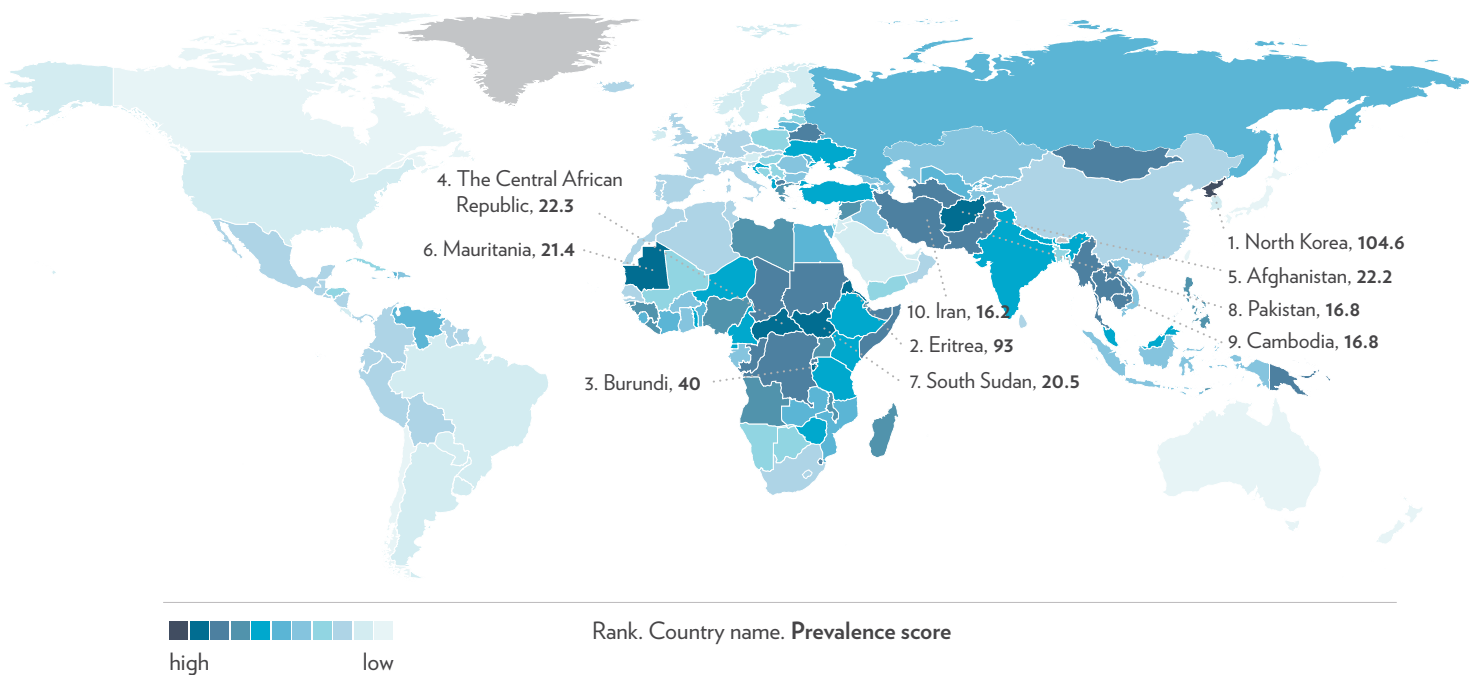 4. The Central African
Republic, 22.3
6. Mauritania, 21.4
1. North Korea, 104.6
5. Afghanistan, 22.2
10. Iran, 16.2
8. Pakistan, 16.8
2. Eritrea, 93
9. Cambodia, 16.8
3. Burundi, 40
7. South Sudan, 20.5
Rank. Country name. Prevalence score
high
low